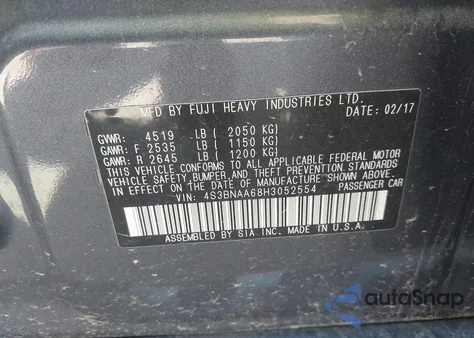 MFD BY FUJI HEAVY INDUSTRIES LTD.
DATE: 02/17
GVWR: 4519 LB ( 2050 KG)
GAWR: F 2535 LB ( 1150 KG)
GAWR: R 2645 LB ( 1200 KG)
THIS VEHICLE CONFORMS TO ALL APPLICABLE FEDERAL MOTOR
VEHICLE SAFETY, BUMPER, AND THEFT PREVENTION STANDARDS
IN EFFECT ON THE DATE OF MANUFACTURE SHOWN ABOVE.
VIN: 4S3BNAA68H3052554 PASSENGER CAR
ASSEMBLED BY SIA INC. MADE IN U.S.A.
autoSnap